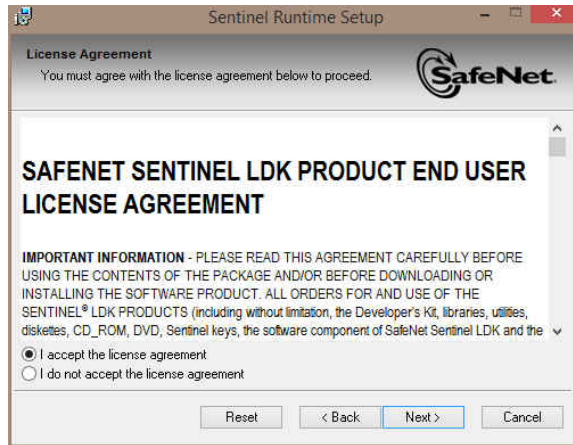 Sentinel Runtime Setup
License Agreement
You must agree with the license agreement below to proceed.
SafeNet.
SAFENET SENTINEL LDK PRODUCT END USER
LICENSE AGREEMENT
IMPORTANT INFORMATION - PLEASE READ THIS AGREEMENT CAREFULLY BEFORE
USING THE CONTENTS OF THE PACKAGE AND/OR BEFORE DOWNLOADING OR
INSTALLING THE SOFTWARE PRODUCT. ALL ORDERS FOR AND USE OF THE
SENTINEL® LDK PRODUCTS (including without limitation, the Developer's Kit, libraries, utilities,
diskettes, CD_ROM, DVD, Sentinel keys, the software component of SafeNet Sentinel LDK and the
I accept the license agreement
I do not accept the license agreement
Reset
< Back
Next >
Cancel